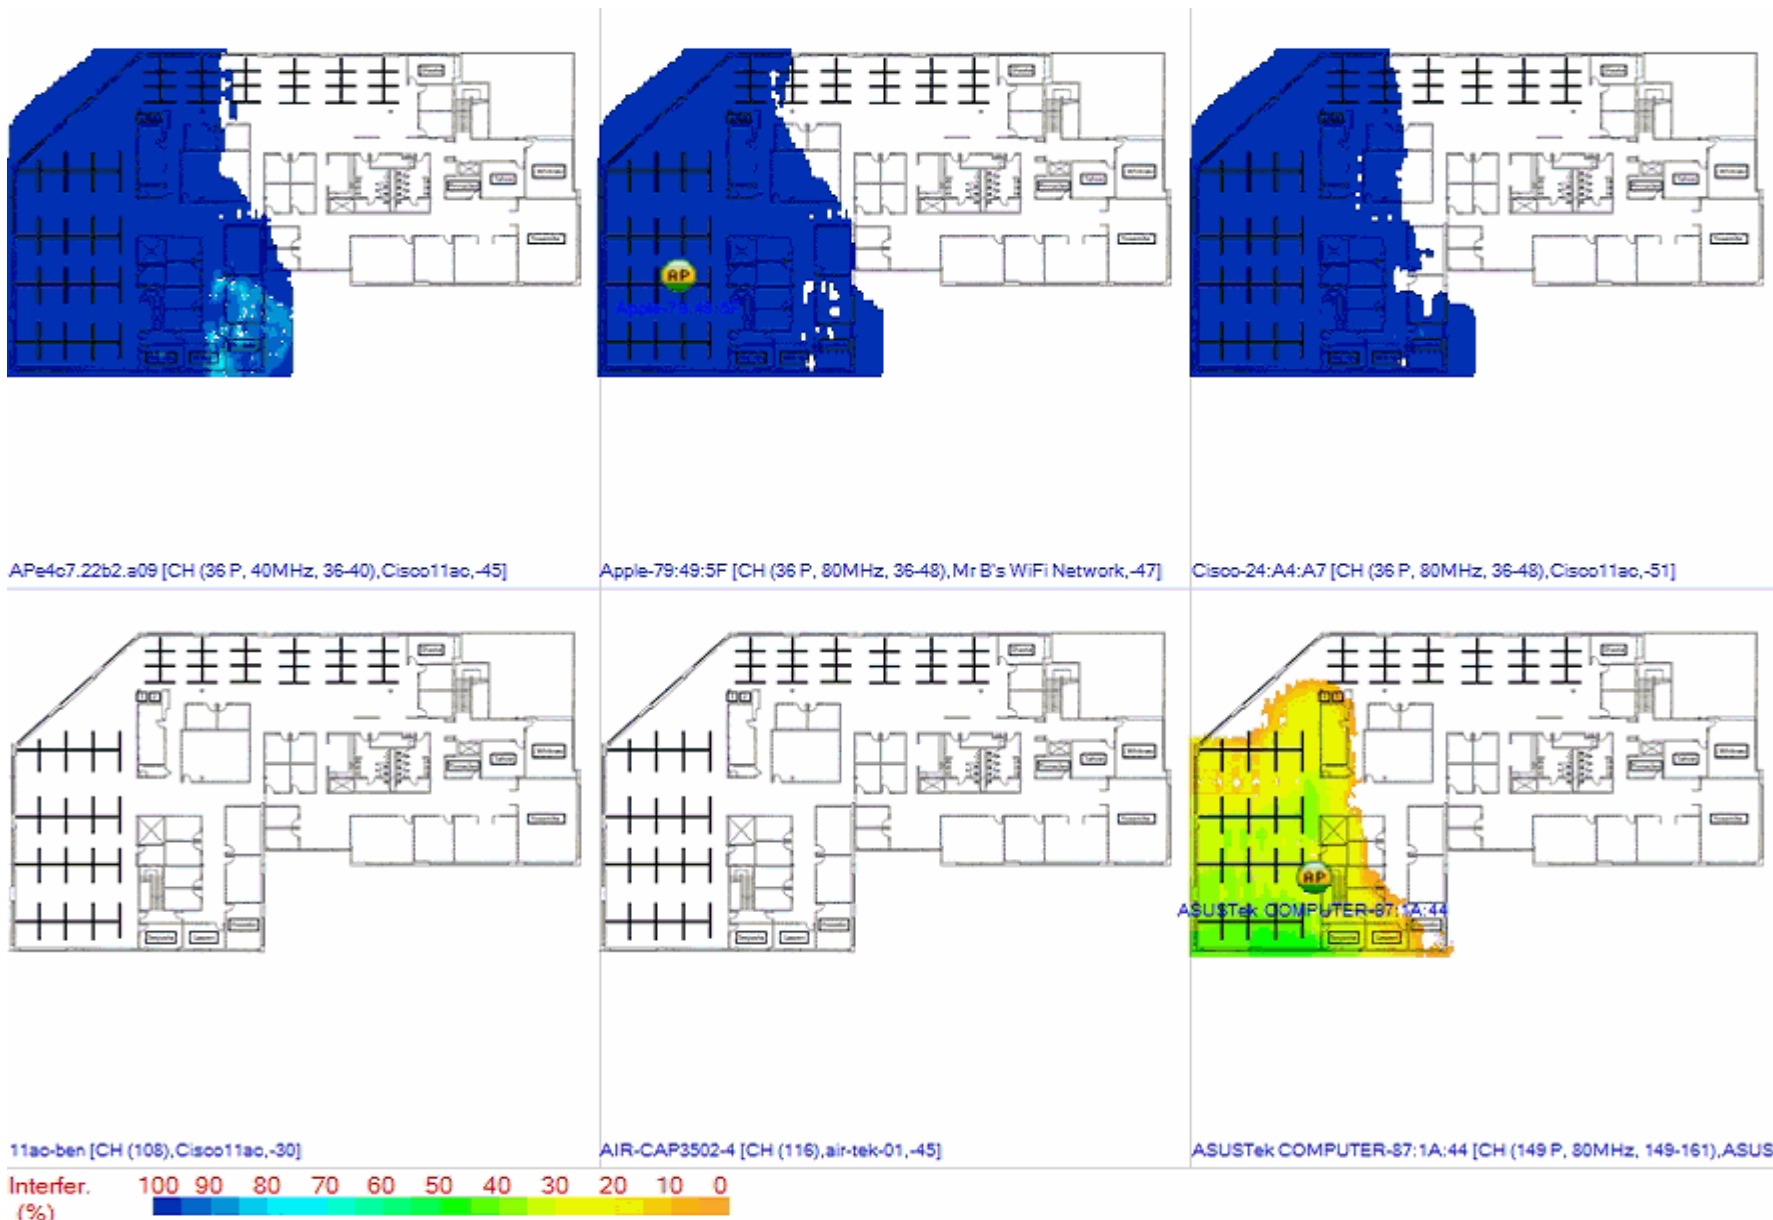 Apple-79:49:5F
APe4c7.22b2.a09 [CH (36 P, 40MHz, 36-40),Cisco11ac,-45]
Apple-79:49:5F [CH (36 P, 80MHz, 36-48),Mr B's WiFi Network,-47]
Cisco-24:A4:A7 [CH (36 P, 80MHz, 36-48),Cisco11ac,-51]
AP
AP
ASUSTek COMPUTER-87:1A:44
11ac-ben [CH (108),Cisco11ac,-30]
AIR-CAP3502-4 [CH (116),air-tek-01,-45]
ASUSTek COMPUTER-87:1A:44 [CH (149 P, 80MHz, 149-161),ASUS
Interfer. 100 90 80 70 60 50 40 30 20 10 0
(%)